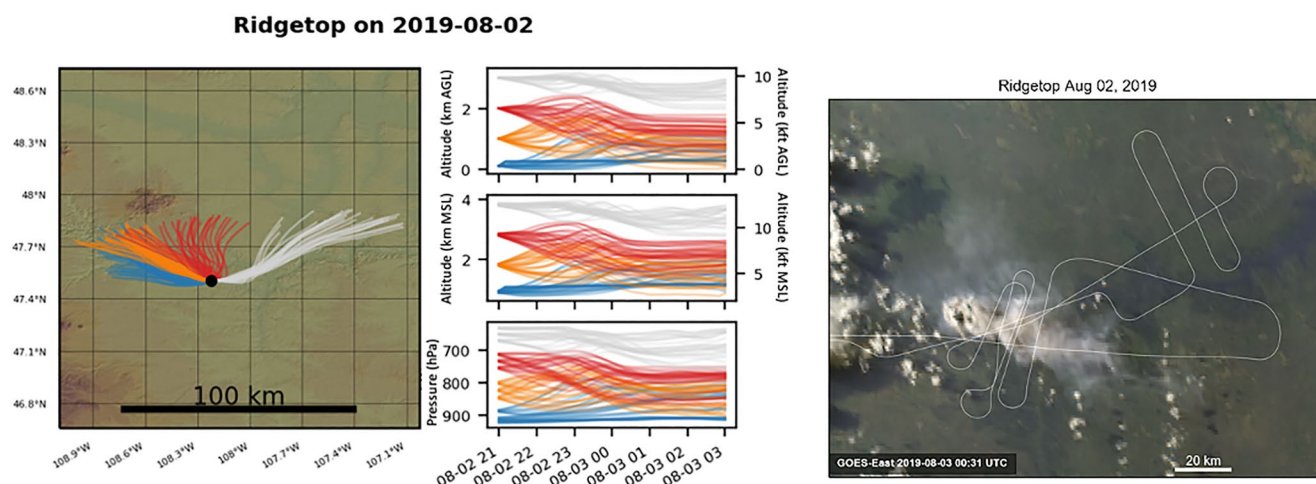 Ridgetop on 2019-08-02
48.6°N
48.3°N
48°N
47.7°N
47.4°N
47.1°N
46.8°N
108.9°W
108.6°W
108.3°W
108°W
107.7°W
107.4°W
107.1°W
100 km
Altitude (km AGL)
2
0
10
5
0
Altitude (kft AGL)
Altitude (km MSL)
4
2
10
5
Altitude (kft MSL)
Pressure (hPa)
700
800
900
08-02 21
08-02 22
08-02 23
08-03 00
08-03 01
08-03 02
08-03 03
Ridgetop Aug 02, 2019
GOES-East 2019-08-03 00:31 UTC
20 km